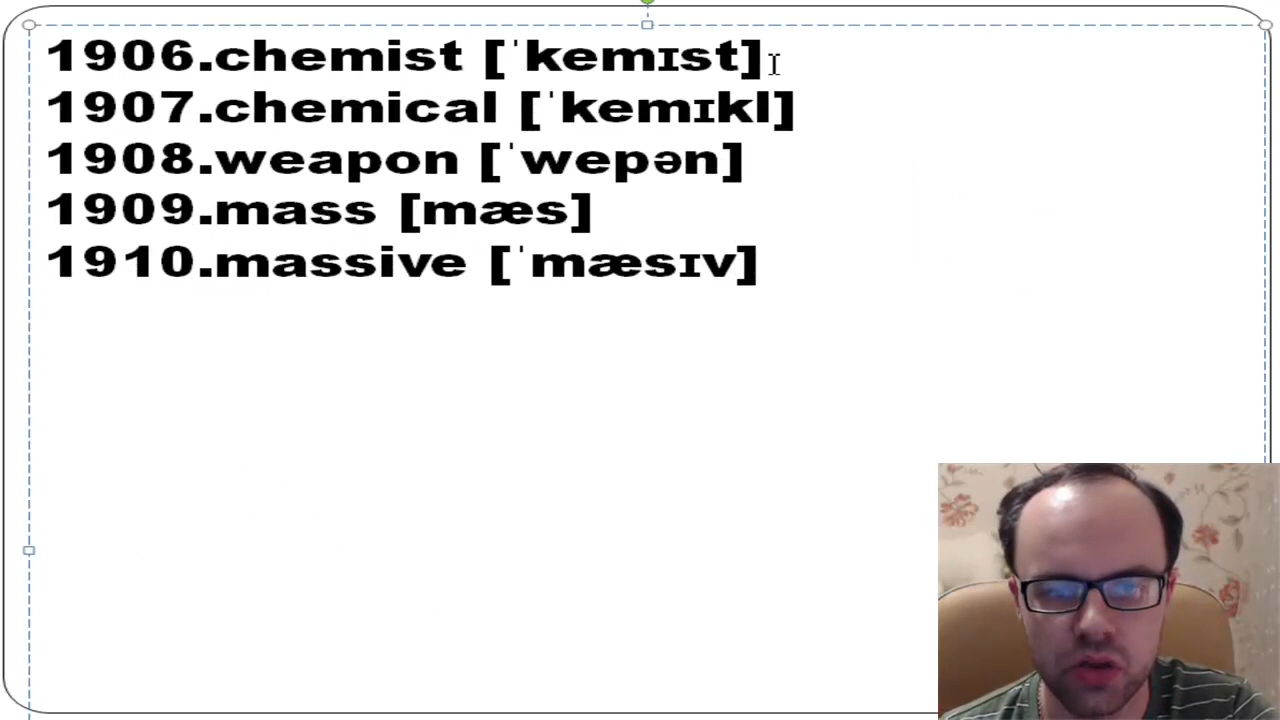 1906.chemist [ˈkemɪst]
1907.chemical [ˈkemɪkl]
1908.weapon [ˈwepən]
1909.mass [mæs]
1910.massive [ˈmæsɪv]